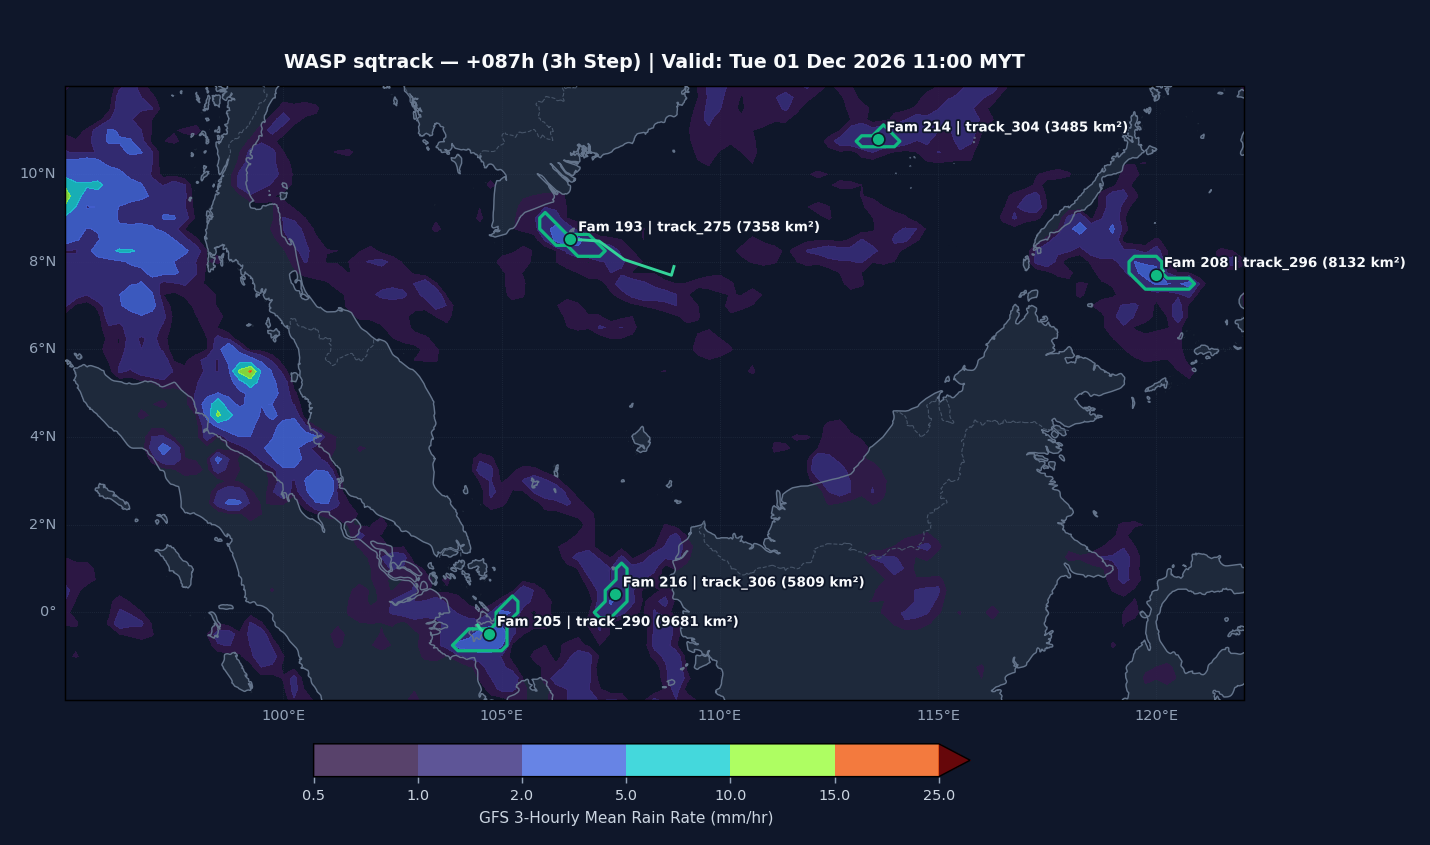 WASP sqtrack — +087h (3h Step) | Valid: Tue 01 Dec 2026 11:00 MYT
Fam 214 | track_304 (3485 km²)
10°N
Fam 193 | track_275 (7358 km²)
8°N
Fam 208 | track_296 (8132 km²)
6°N
4°N
2°N
Fam 216 | track_306 (5809 km²)
0°
Fam 205 | track_290 (9681 km²)
100°E 105°E 110°E 115°E 120°E
0.5 1.0 2.0 5.0 10.0 15.0 25.0
GFS 3-Hourly Mean Rain Rate (mm/hr)